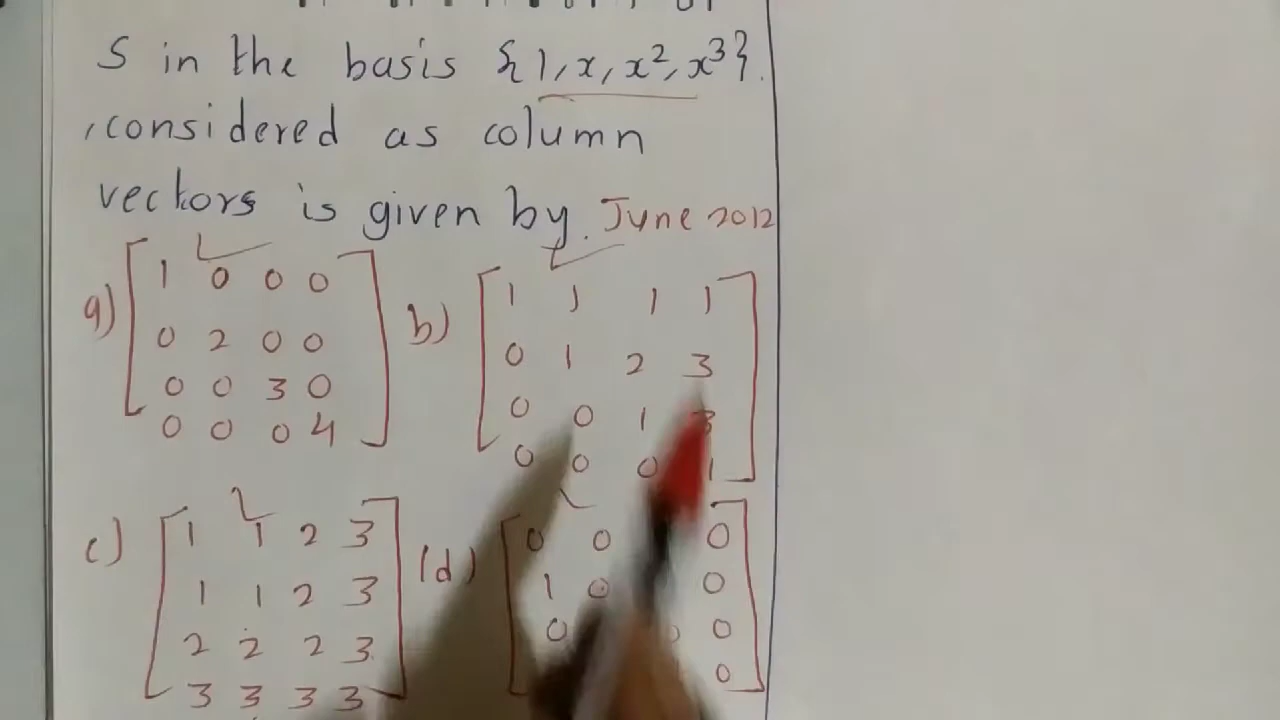 S in the basis {1, x, x², x³}.
, considered as column
vectors is given by. June 2012
a) 1 0 0 0
0 2 0 0
0 0 3 0
0 0 0 4
b) 1 1 1 1
0 1 2 3
0 0 1 3
0 0 0 1
c) 1 1 2 3
1 1 2 3
2 2 2 3
3 3 3 3
(d) 0 0 0
1 0 0
0 0 0
0